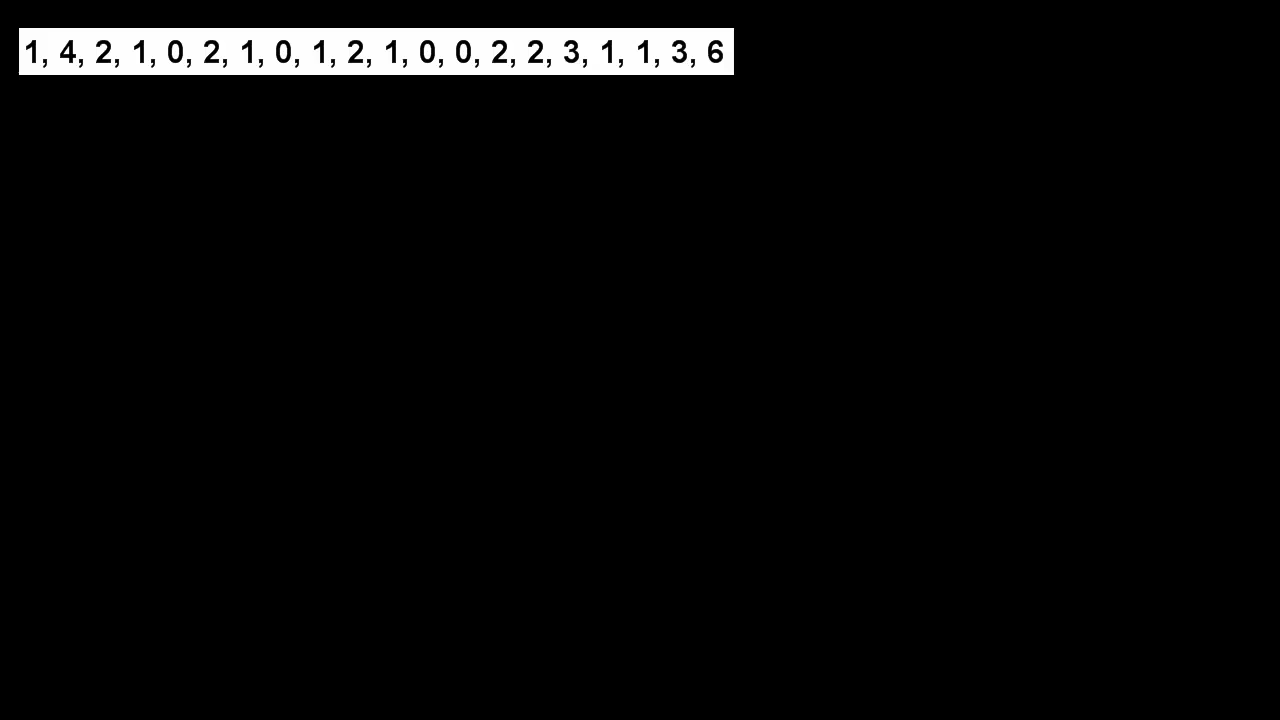 1, 4, 2, 1, 0, 2, 1, 0, 1, 2, 1, 0, 0, 2, 2, 3, 1, 1, 3, 6